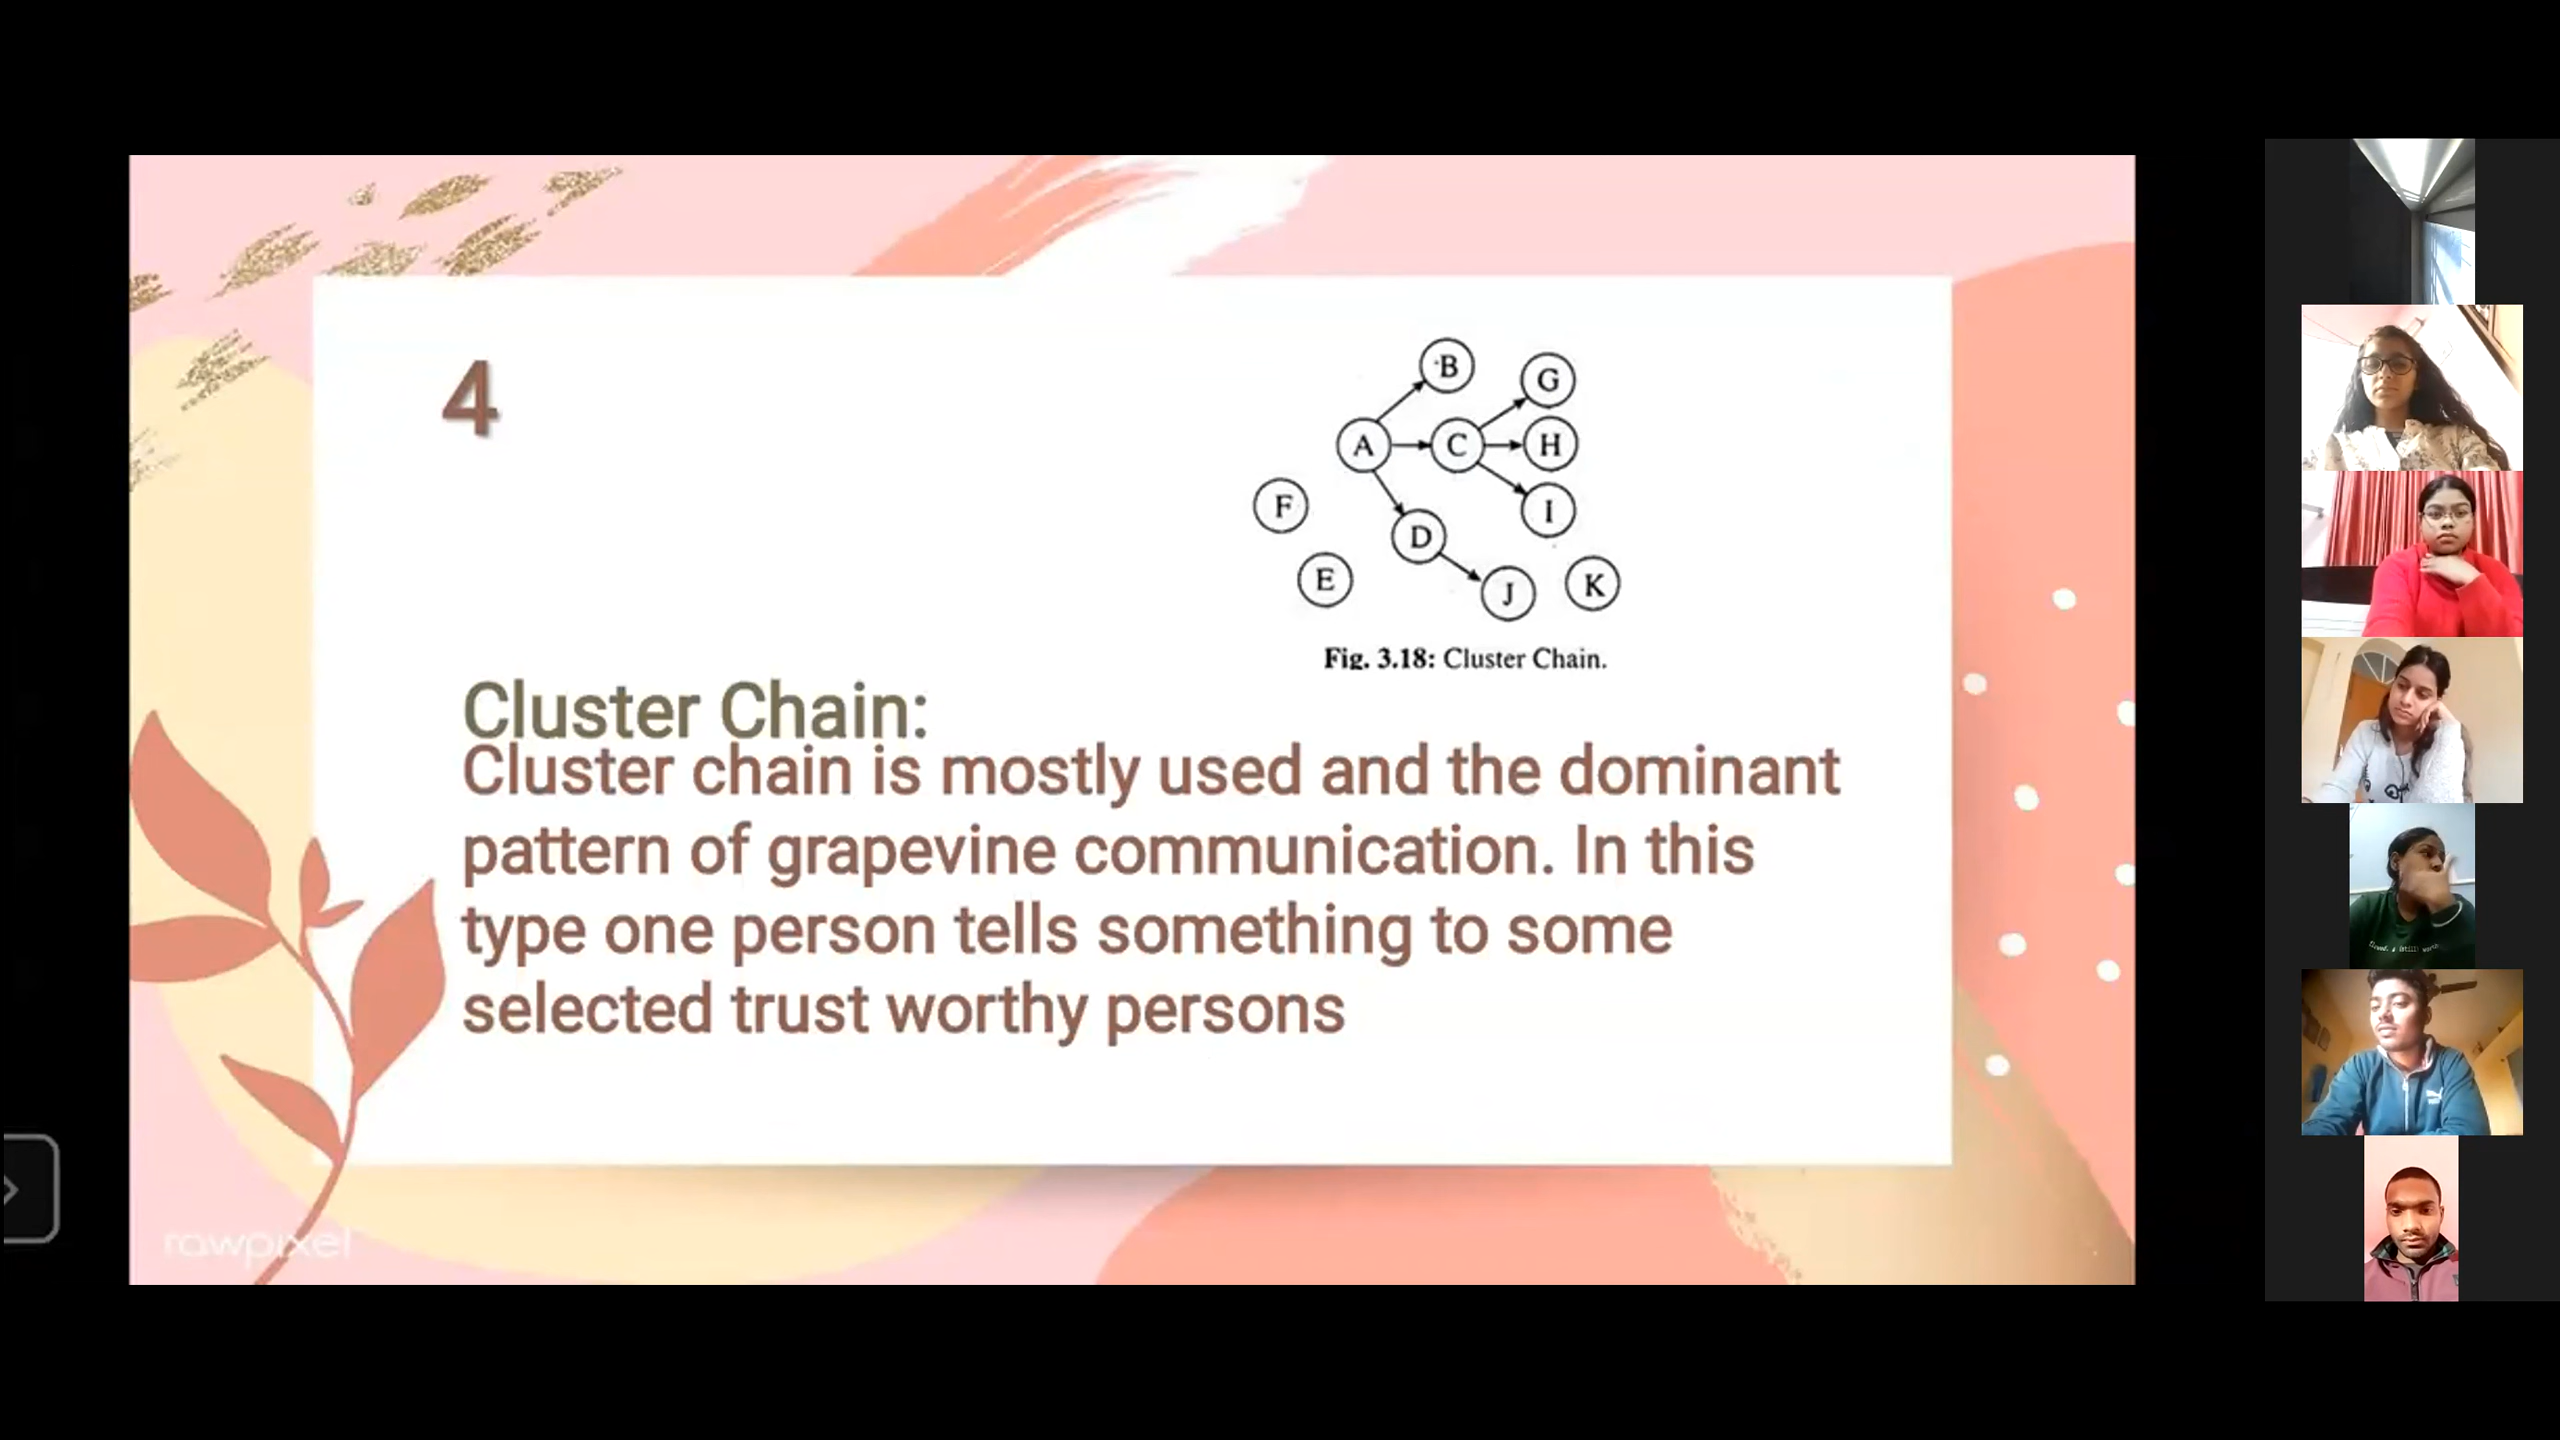 4
B
G
A
C
H
F
I
D
E
J
K
Fig. 3.18: Cluster Chain.
Cluster Chain:
Cluster chain is mostly used and the dominant
pattern of grapevine communication. In this
type one person tells something to some
selected trust worthy persons
rawpixel